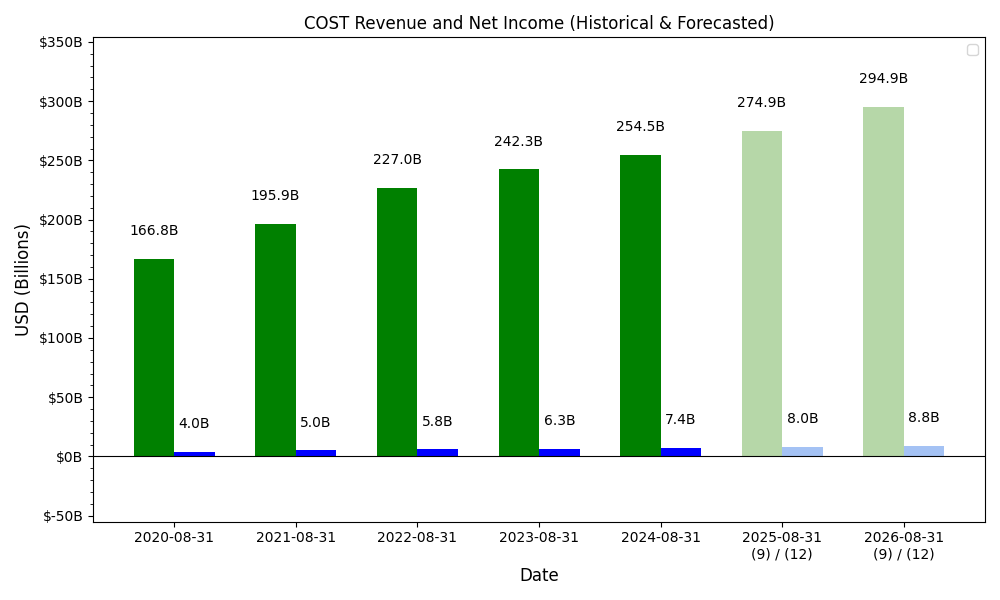 COST Revenue and Net Income (Historical & Forecasted)
$350B
$300B
$250B
$200B
$150B
$100B
$50B
$0B
$-50B
USD (Billions)
166.8B
195.9B
227.0B
242.3B
254.5B
274.9B
294.9B
4.0B
5.0B
5.8B
6.3B
7.4B
8.0B
8.8B
2020-08-31
2021-08-31
2022-08-31
2023-08-31
2024-08-31
2025-08-31
(9) / (12)
2026-08-31
(9) / (12)
Date